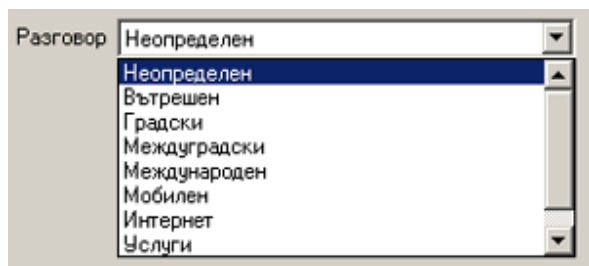 Разговор Неопределен
Неопределен
Вътрешен
Градски
Междуградски
Международен
Мобилен
Интернет
Услуги